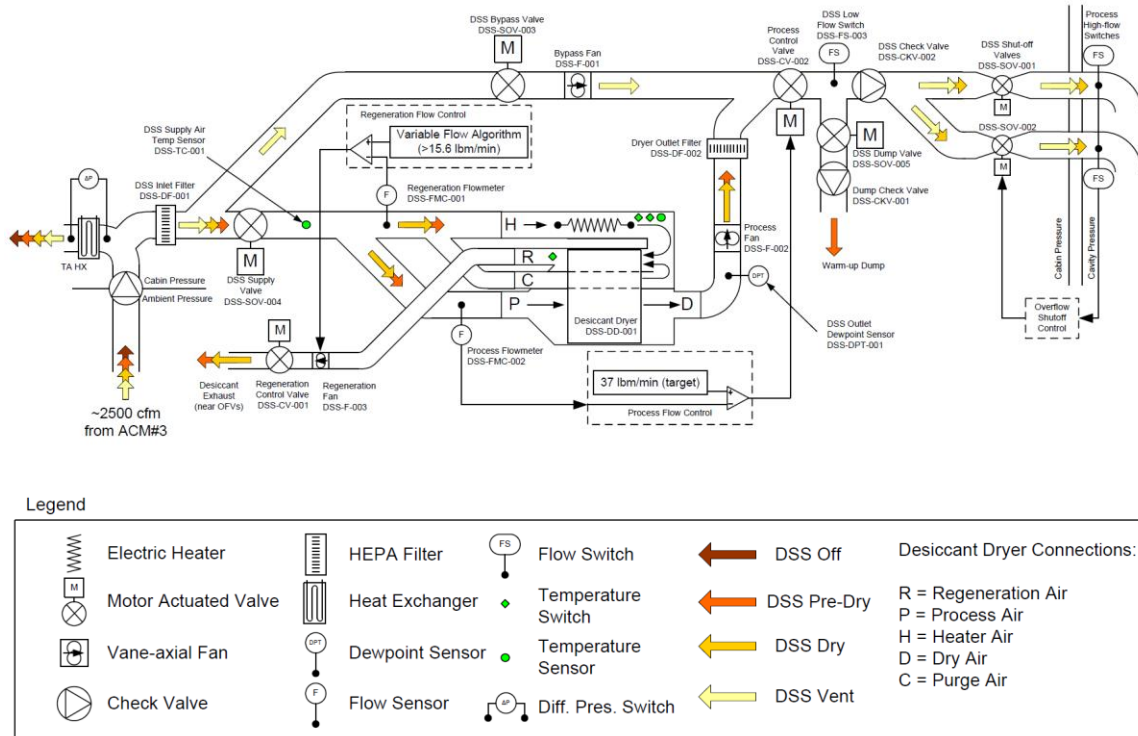 DSS Bypass Valve
DSS-SOV-003
M
Bypass Fan
DSS-F-001
Process
Control
Valve
DSS-CV-002
M
DSS Low
Flow Switch
DSS-FS-003
FS
DSS Check Valve
DSS-CKV-002
DSS Shut-off
Valves
DSS-SOV-001
M
Process
High-flow
Switches
FS
Regeneration Flow Control
Variable Flow Algorithm
(>15.6 lbm/min)
DSS Supply Air
Temp Sensor
DSS-TC-001
F
Regeneration Flowmeter
DSS-FMC-001
Dryer Outlet Filter
DSS-DF-002
M
DSS Dump Valve
DSS-SOV-005
Dump Check Valve
DSS-CKV-001
Warm-up Dump
DSS-SOV-002
M
FS
ΔP
DSS Inlet Filter
DSS-DF-001
TA HX
Cabin Pressure
Ambient Pressure
M
DSS Supply
Valve
DSS-SOV-004
H
R
C
P
D
Desiccant Dryer
DSS-DD-001
Process
Fan
DSS-F-002
DPT
DSS Outlet
Dewpoint Sensor
DSS-DPT-001
Cabin Pressure
Cavity Pressure
Overflow
Shutoff
Control
M
F
Process Flowmeter
DSS-FMC-002
Desiccant
Exhaust
(near OFVs)
Regeneration
Control Valve
DSS-CV-001
Regeneration
Fan
DSS-F-003
37 lbm/min (target)
Process Flow Control
~2500 cfm
from ACM#3
Legend
Electric Heater
HEPA Filter
FS
Flow Switch
DSS Off
Desiccant Dryer Connections:
M
Motor Actuated Valve
Heat Exchanger
Temperature
Switch
DSS Pre-Dry
R = Regeneration Air
P = Process Air
H = Heater Air
D = Dry Air
C = Purge Air
Vane-axial Fan
DPT
Dewpoint Sensor
Temperature
Sensor
DSS Dry
Check Valve
F
Flow Sensor
ΔP
Diff. Pres. Switch
DSS Vent